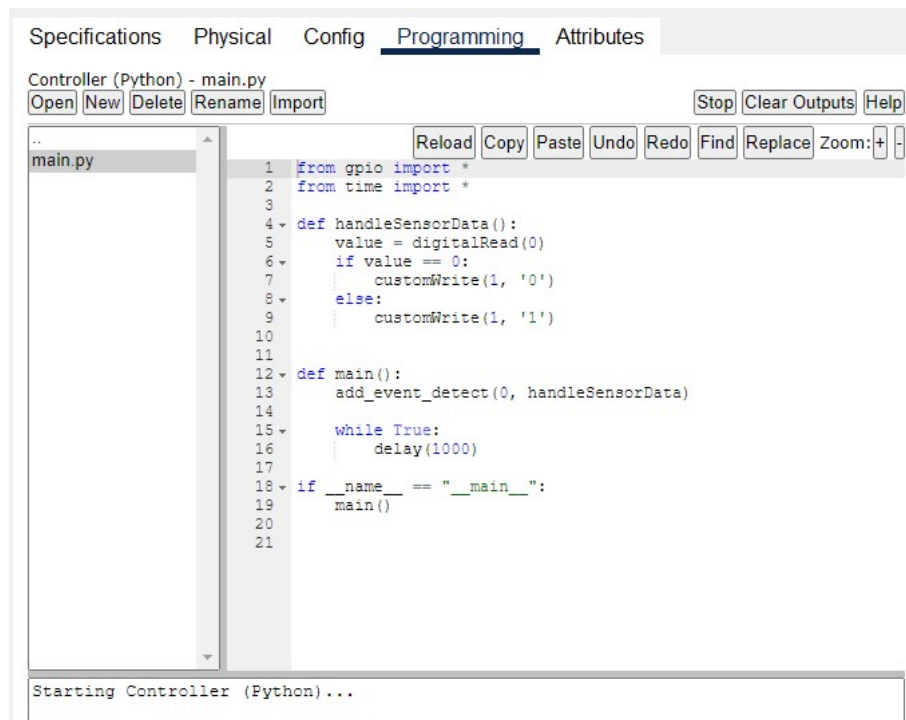 Specifications Physical Config Programming Attributes
Controller (Python) - main.py
Open New Delete Rename Import Stop Clear Outputs Help
..
main.py
Reload Copy Paste Undo Redo Find Replace Zoom: + -
1 from gpio import *
2 from time import *
3
4 def handleSensorData():
5     value = digitalRead(0)
6     if value == 0:
7         customWrite(1, '0')
8     else:
9         customWrite(1, '1')
10
11
12 def main():
13     add_event_detect(0, handleSensorData)
14
15     while True:
16         delay(1000)
17
18 if __name__ == "__main__":
19     main()
20
21
Starting Controller (Python)...